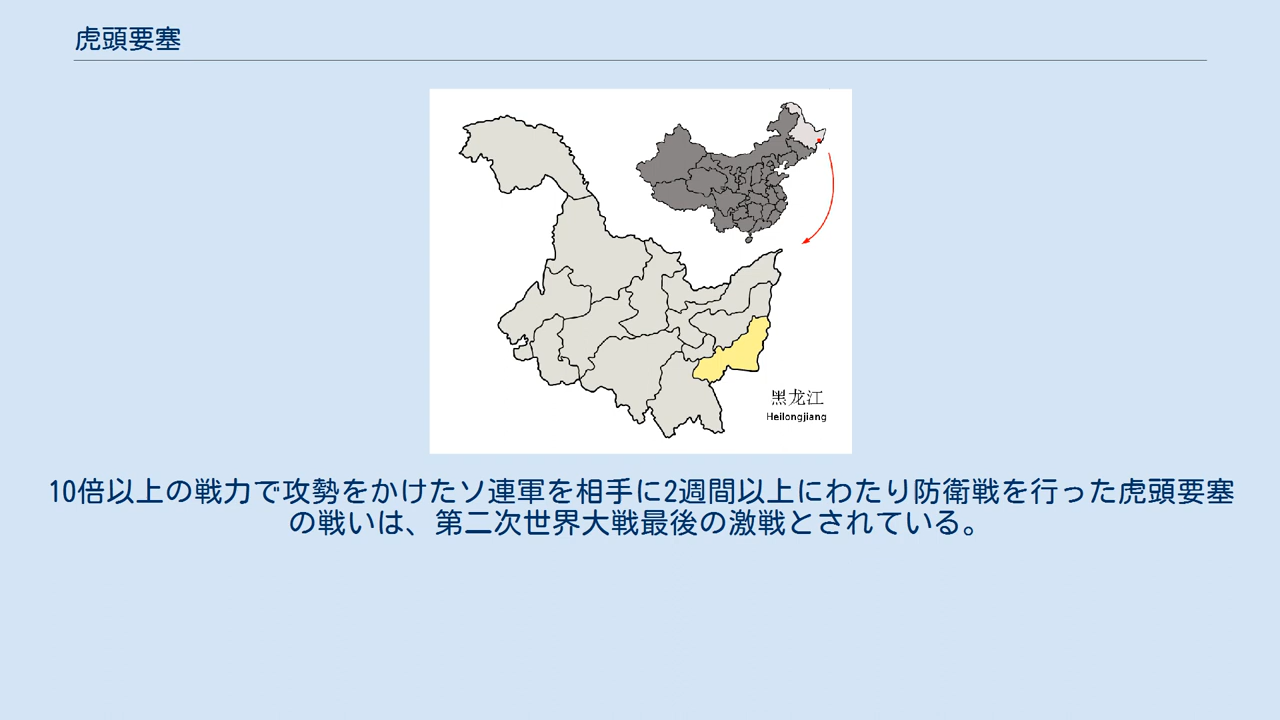 虎頭要塞
黑龙江
Heilongjiang
10倍以上の戦力で攻勢をかけたソ連軍を相手に2週間以上にわたり防衛戦を行った虎頭要塞
の戦いは、第二次世界大戦最後の激戦とされている。